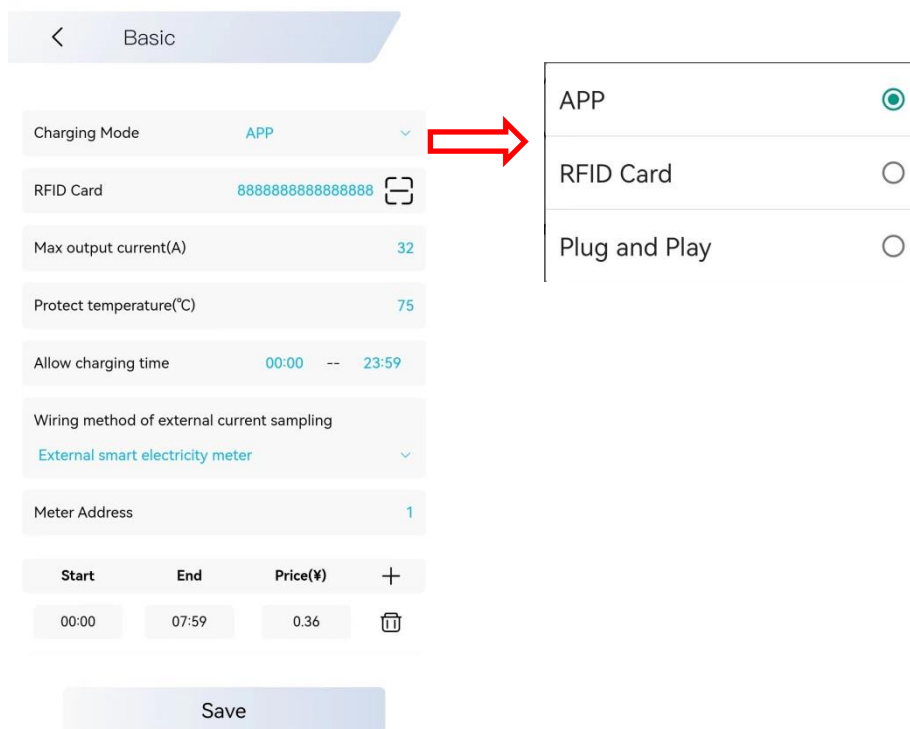 Basic
Charging Mode APP
RFID Card 8888888888888888
Max output current(A) 32
Protect temperature(℃) 75
Allow charging time 00:00 -- 23:59
Wiring method of external current sampling
External smart electricity meter
Meter Address 1
Start End Price(¥)
00:00 07:59 0.36
Save
APP
RFID Card
Plug and Play